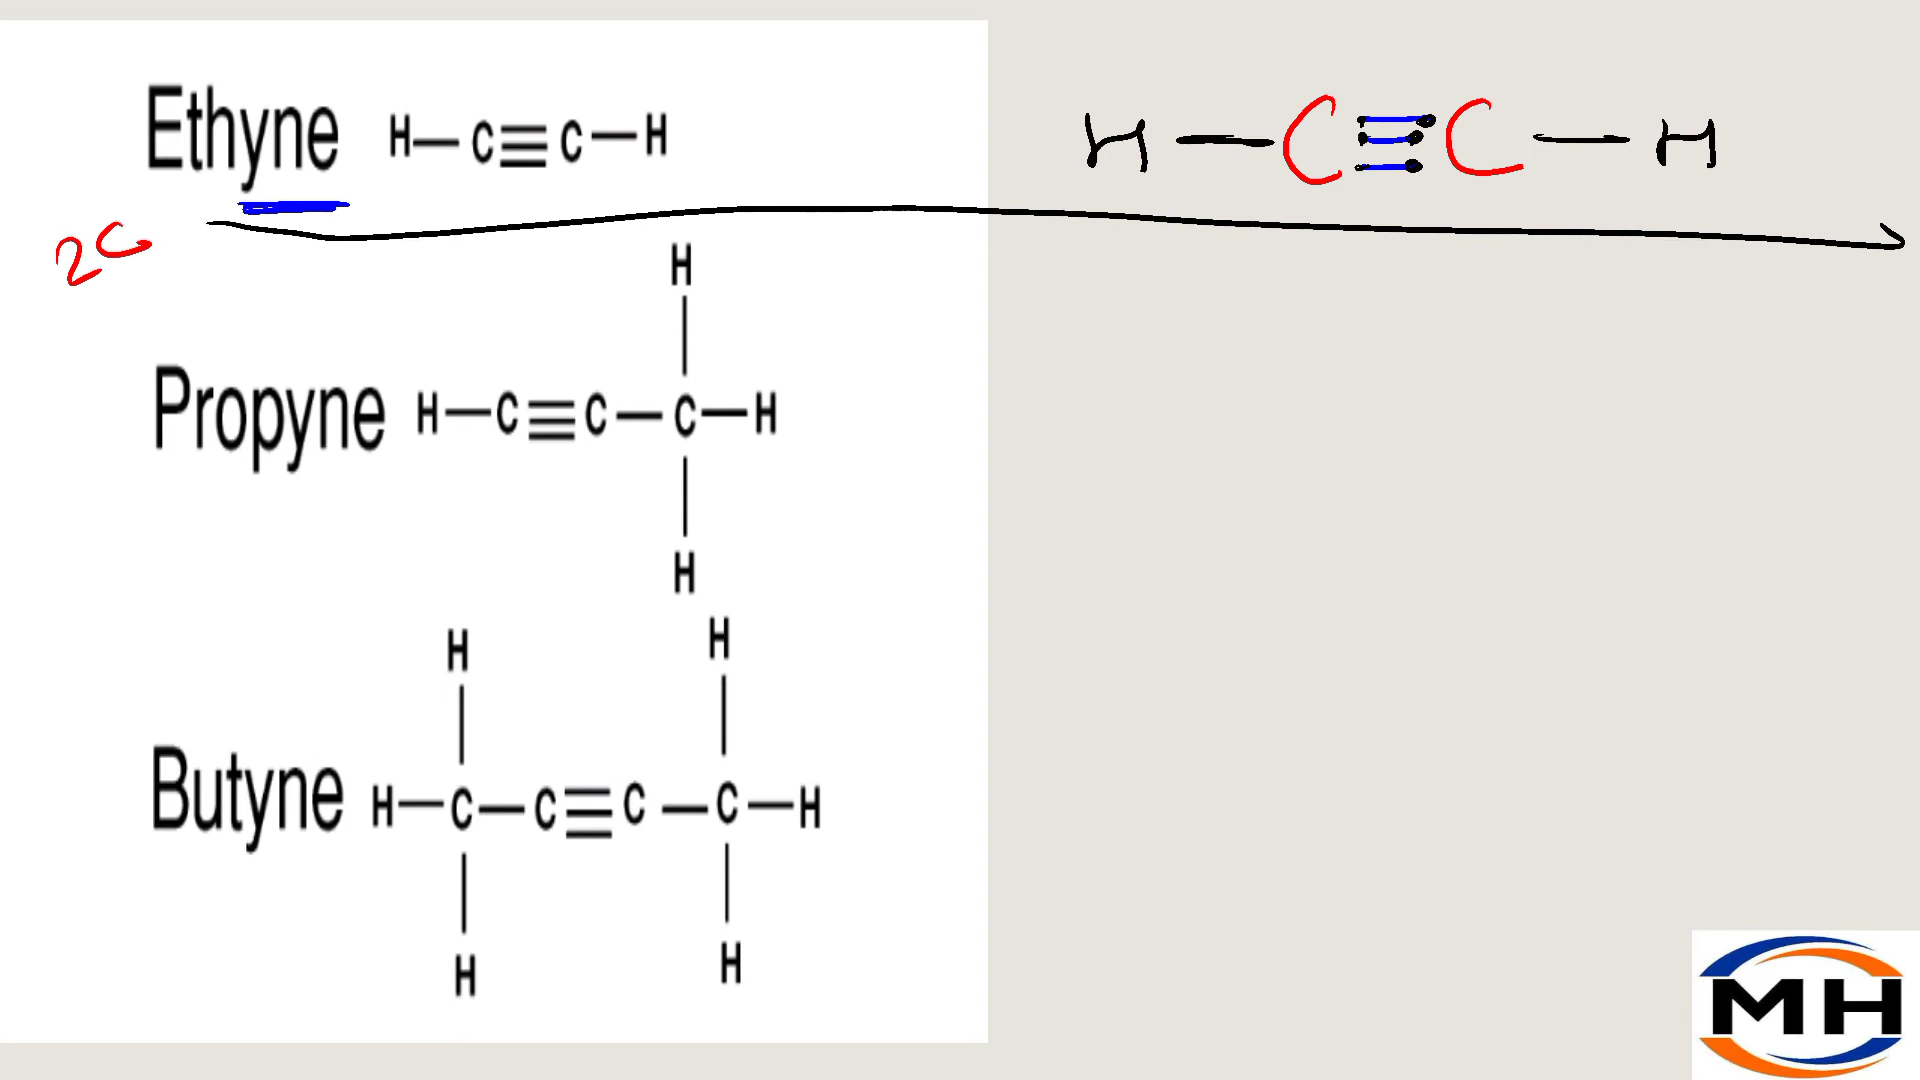 Ethyne H—C≡C—H H—C≡C—H
2C
H
Propyne H—C≡C—C—H
H
H H
Butyne H—C—C≡C—C—H
H H
MH